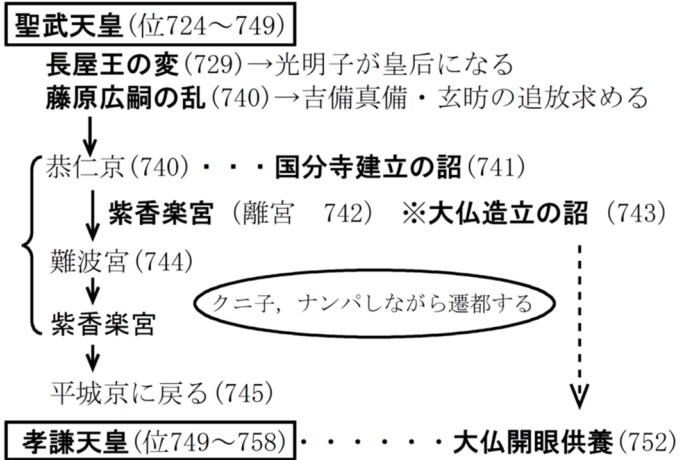 聖武天皇(位724～749)
長屋王の変(729)→光明子が皇后になる
藤原広嗣の乱(740)→吉備真備・玄昉の追放求める
恭仁京(740)・・・国分寺建立の詔(741)
紫香楽宮(離宮 742) ※大仏造立の詔(743)
難波宮(744)
クニ子，ナンパしながら遷都する
紫香楽宮
平城京に戻る(745)
孝謙天皇(位749～758)・・・・・・大仏開眼供養(752)